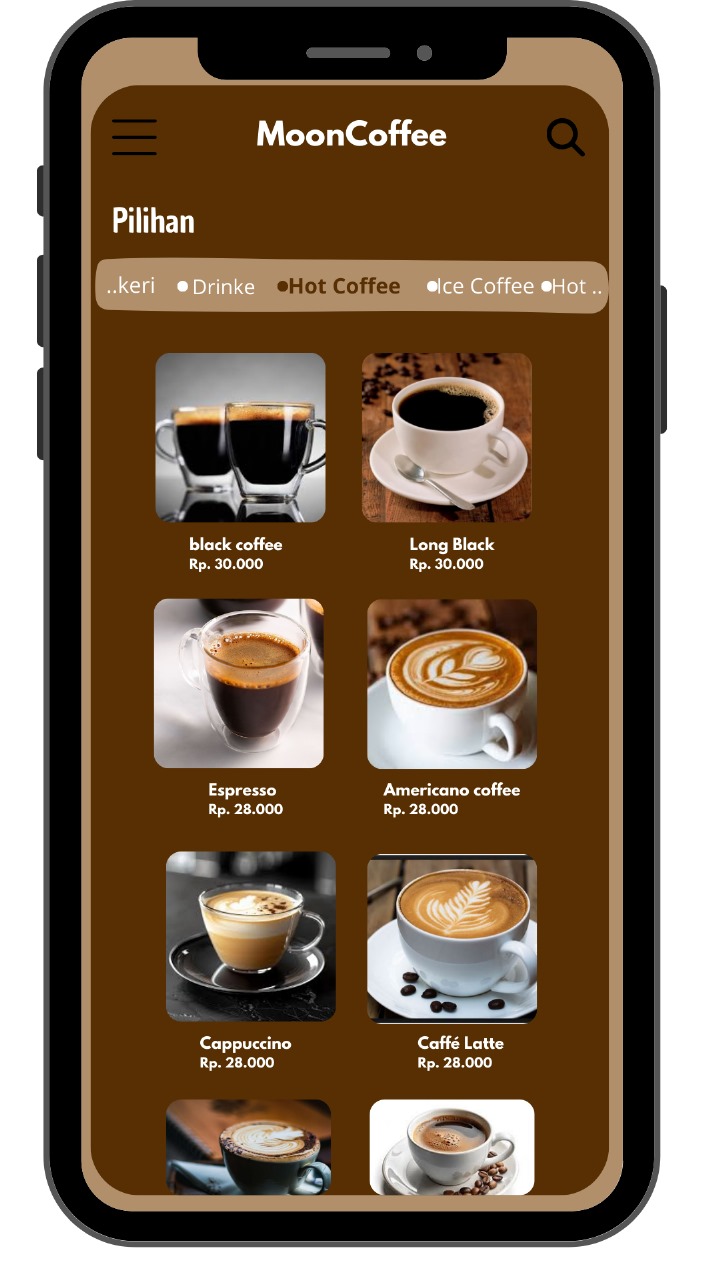 MoonCoffee
Pilihan
..keri Drinke Hot Coffee Ice Coffee Hot ..
black coffee
Rp. 30.000
Long Black
Rp. 30.000
Espresso
Rp. 28.000
Americano coffee
Rp. 28.000
Cappuccino
Rp. 28.000
Caffé Latte
Rp. 28.000